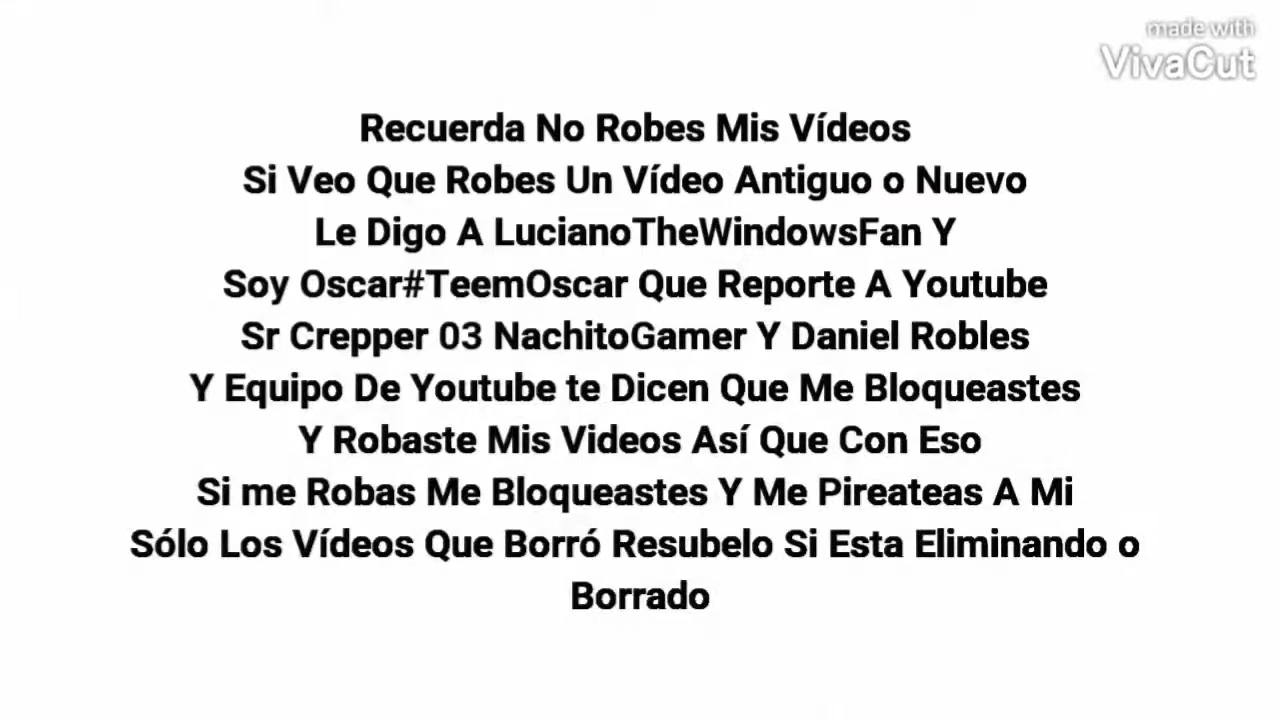 made with
VivaCut
Recuerda No Robes Mis Vídeos
Si Veo Que Robes Un Vídeo Antiguo o Nuevo
Le Digo A LucianoTheWindowsFan Y
Soy Oscar#TeemOscar Que Reporte A Youtube
Sr Crepper 03 NachitoGamer Y Daniel Robles
Y Equipo De Youtube te Dicen Que Me Bloqueastes
Y Robaste Mis Videos Así Que Con Eso
Si me Robas Me Bloqueastes Y Me Pireateas A Mi
Sólo Los Vídeos Que Borró Resubelo Si Esta Eliminando o
Borrado